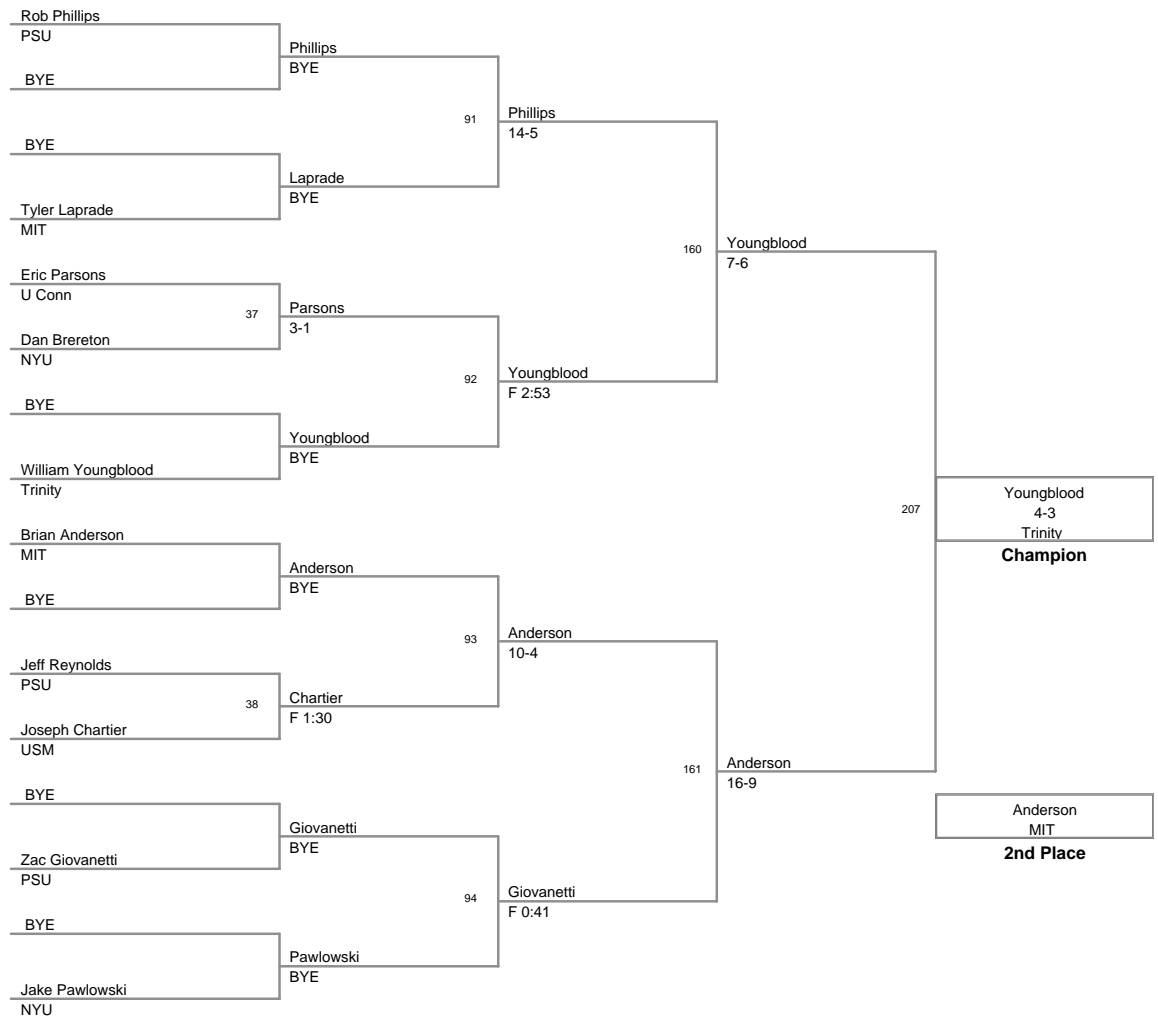 Rob Phillips
PSU
BYE
BYE
Tyler Laprade
MIT
Eric Parsons
U Conn
37
Dan Brereton
NYU
BYE
William Youngblood
Trinity
Brian Anderson
MIT
BYE
Jeff Reynolds
PSU
38
Joseph Chartier
USM
BYE
Zac Giovanetti
PSU
BYE
Jake Pawlowski
NYU
Phillips
BYE
91
Laprade
BYE
Parsons
3-1
92
Youngblood
BYE
Anderson
BYE
93
Chartier
F 1:30
Giovanetti
BYE
94
Pawlowski
BYE
Phillips
14-5
160
Youngblood
F 2:53
Anderson
10-4
161
Giovanetti
F 0:41
Youngblood
7-6
207
Anderson
16-9
Youngblood
4-3
Trinity
Champion
Anderson
MIT
2nd Place